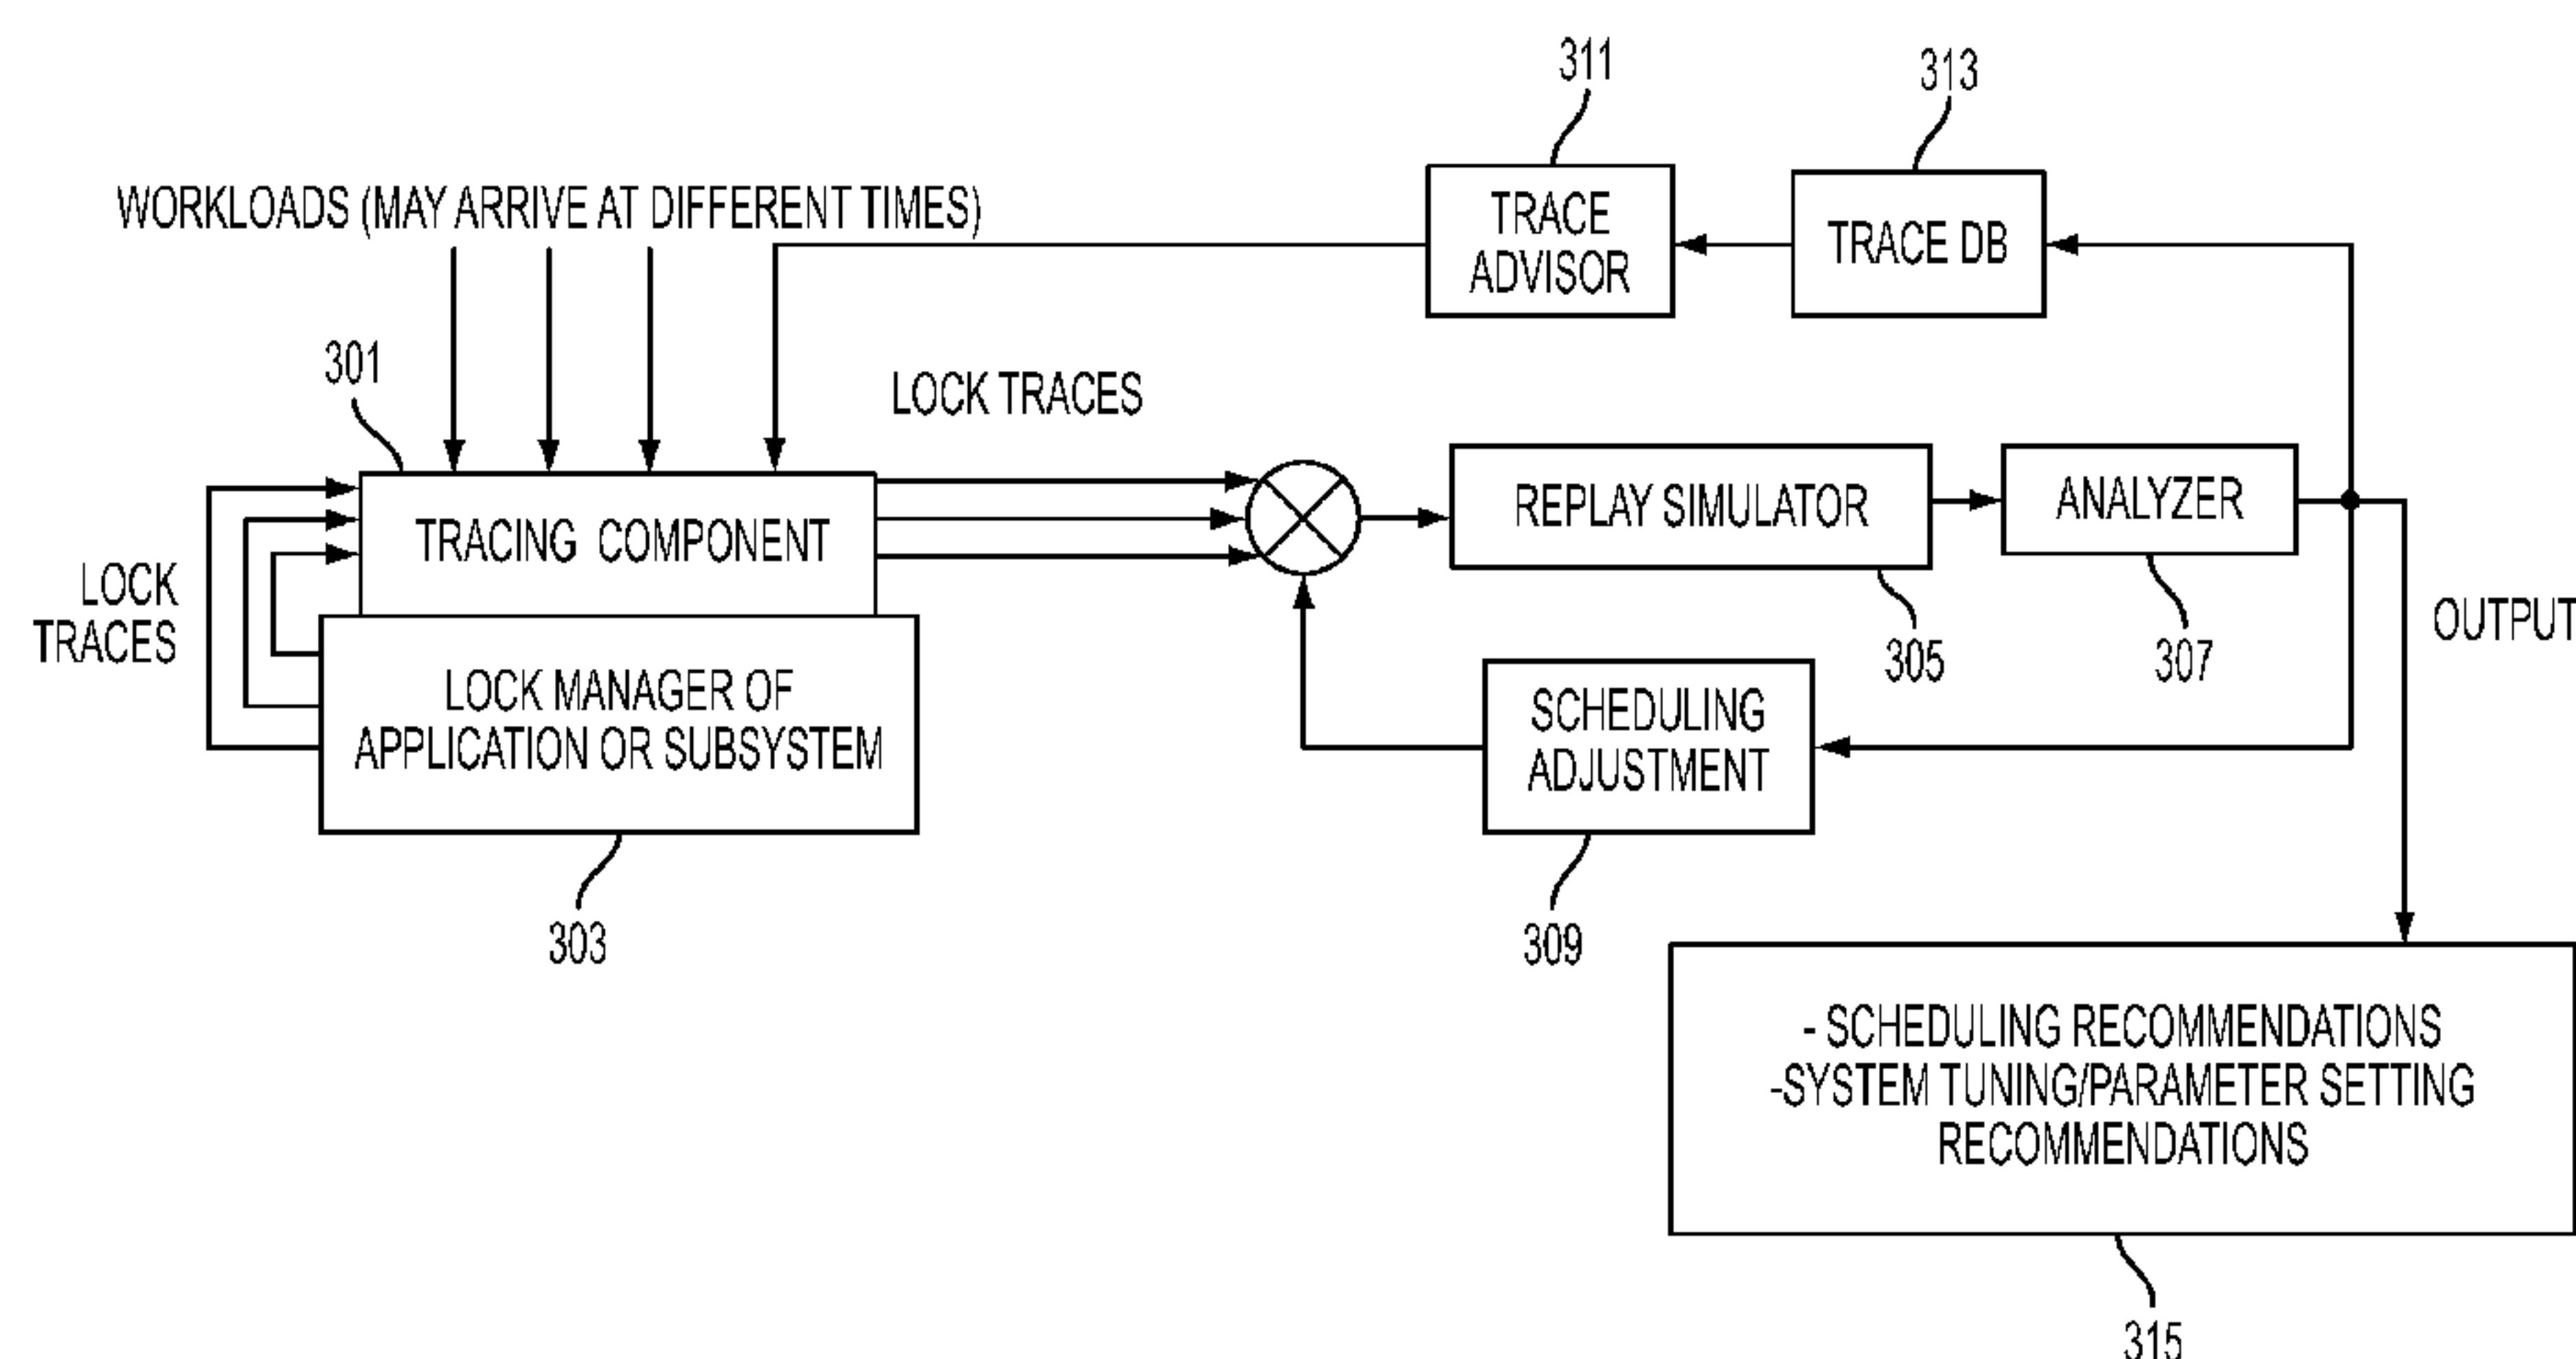 311
313
WORKLOADS (MAY ARRIVE AT DIFFERENT TIMES)
TRACE
ADVISOR
TRACE DB
301
LOCK TRACES
TRACING COMPONENT
REPLAY SIMULATOR
ANALYZER
LOCK
TRACES
LOCK MANAGER OF
APPLICATION OR SUBSYSTEM
305
307
OUTPUT
SCHEDULING
ADJUSTMENT
303
309
- SCHEDULING RECOMMENDATIONS
-SYSTEM TUNING/PARAMETER SETTING
RECOMMENDATIONS
315